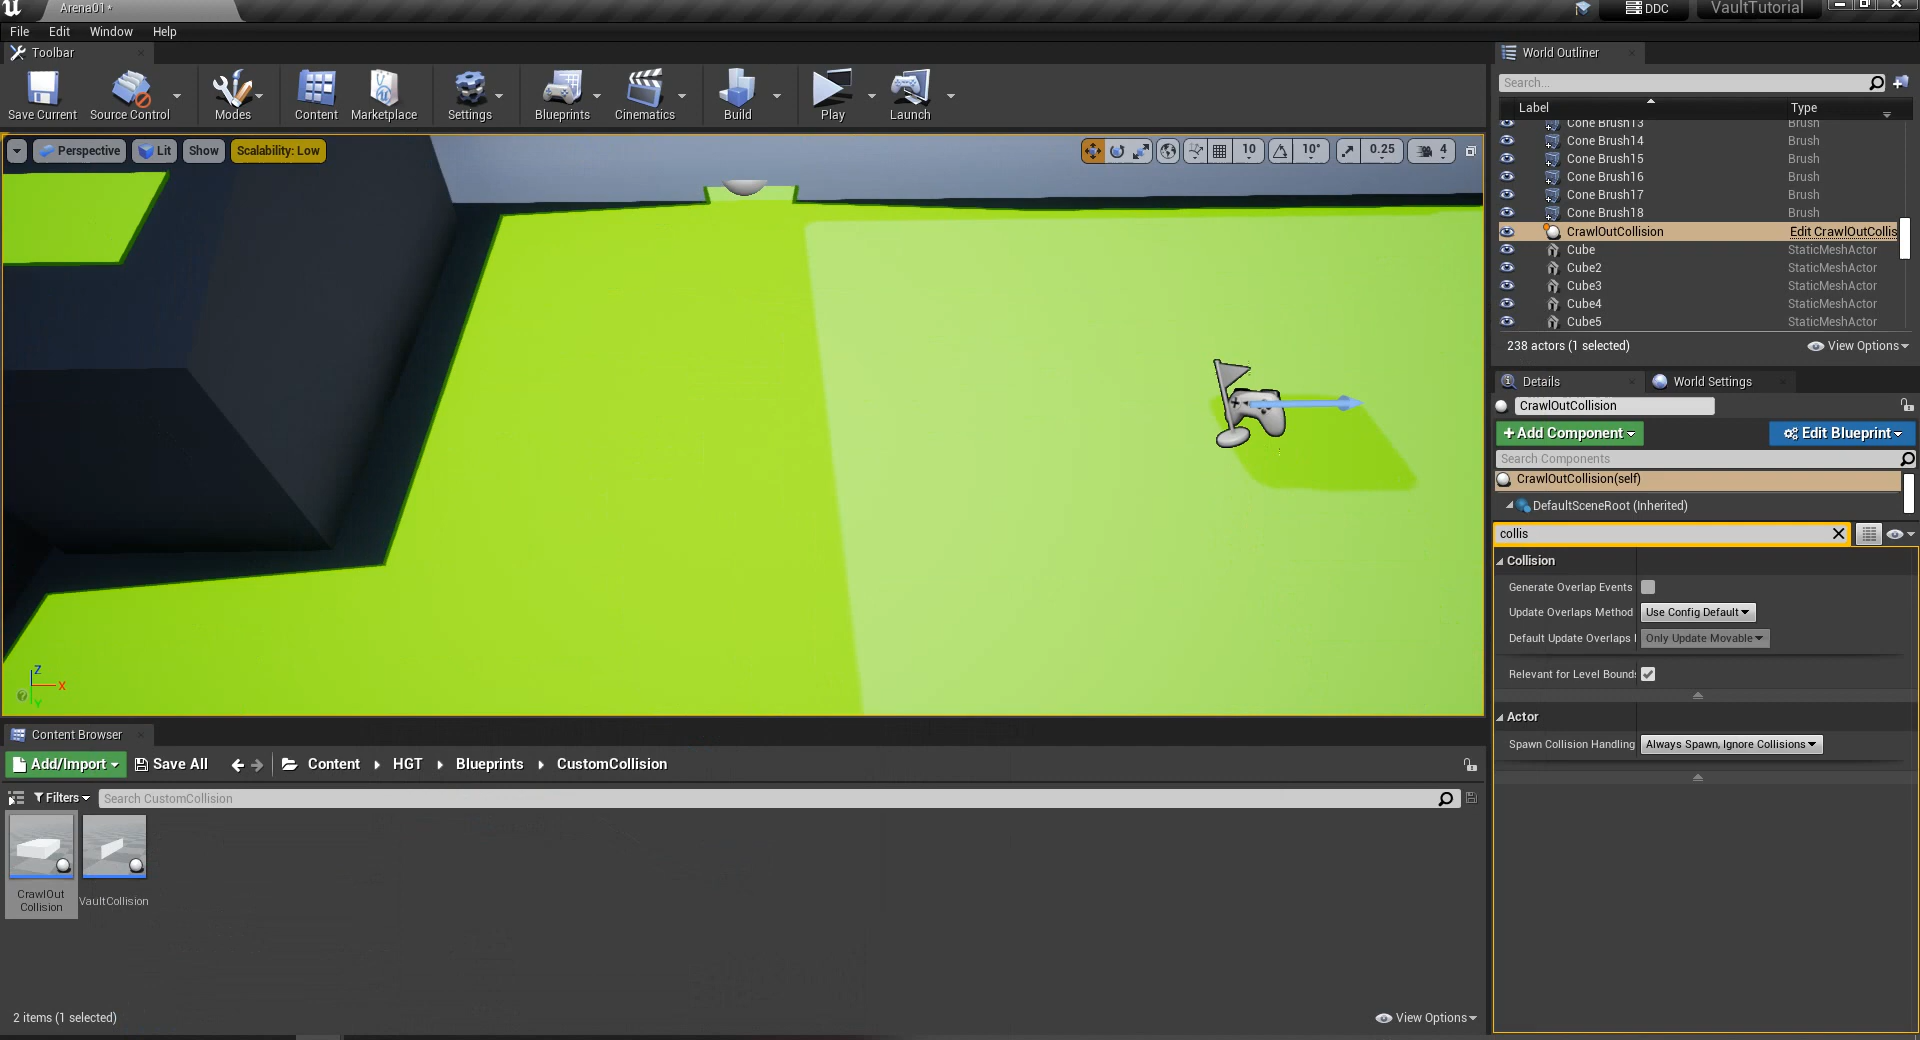 Arena01*
DDC
VaultTutorial
File Edit Window Help
Toolbar
World Outliner
Save Current Source Control Modes Content Marketplace Settings Blueprints Cinematics Build Play Launch
Search...
Label Type
Perspective Lit Show Scalability: Low
10 10° 0.25 4
Cone Brush13 Brush
Cone Brush14 Brush
Cone Brush15 Brush
Cone Brush16 Brush
Cone Brush17 Brush
Cone Brush18 Brush
CrawlOutCollision Edit CrawlOutCollis
Cube StaticMeshActor
Cube2 StaticMeshActor
Cube3 StaticMeshActor
Cube4 StaticMeshActor
Cube5 StaticMeshActor
238 actors (1 selected) View Options
Details World Settings
CrawlOutCollision
+Add Component Edit Blueprint
Search Components
CrawlOutCollision(self)
DefaultSceneRoot (Inherited)
collis
Collision
Generate Overlap Events
Update Overlaps Method Use Config Default
Default Update Overlaps Only Update Movable
Relevant for Level Bounds
Actor
Spawn Collision Handling Always Spawn, Ignore Collisions
Z
X
Y
Content Browser
Add/Import Save All Content HGT Blueprints CustomCollision
Filters Search CustomCollision
CrawlOut
Collision
VaultCollision
2 items (1 selected) View Options